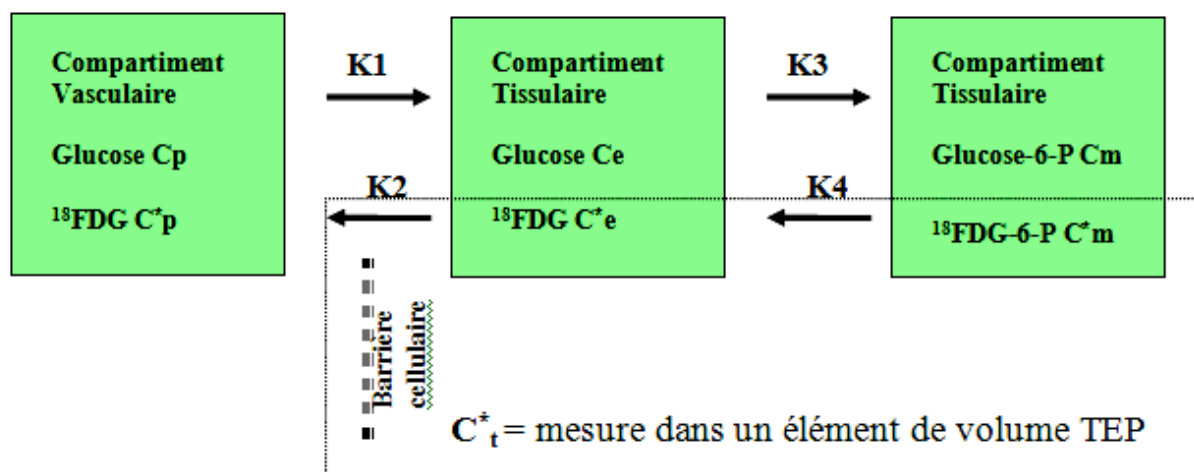 Compartiment
Vasculaire
Glucose Cp
¹⁸FDG C*p
K1
K2
Compartiment
Tissulaire
Glucose Ce
¹⁸FDG C*e
K3
K4
Compartiment
Tissulaire
Glucose-6-P Cm
¹⁸FDG-6-P C*m
Barrière
cellulaire
C*t = mesure dans un élément de volume TEP